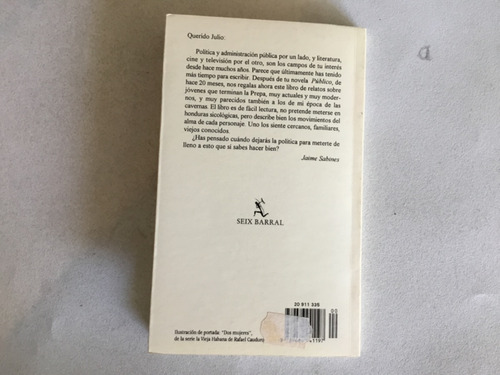 Querido Julio:
Política y administración pública por un lado, y literatura,
cine y televisión por el otro, son los campos de tu interés
desde hace muchos años. Parece que últimamente has tenido
más tiempo para escribir. Después de tu novela Público, de
hace 20 meses, nos regalas ahora este libro de relatos sobre
jóvenes que terminan la Prepa, muy actuales y muy moder-
nos, y muy parecidos también a los de mi época de las
cavernas. El libro es de fácil lectura, no pretende meterse en
honduras sicológicas, pero describe bien los movimientos del
alma de cada personaje. Uno los siente cercanos, familiares,
viejos conocidos.
¿Has pensado cuándo dejarás la política para meterte de
lleno a esto que sí sabes hacer bien?
Jaime Sabines
SEIX BARRAL
20 911 335
00
Ilustración de portada: "Dos mujeres",
de la serie la Vieja Habana de Rafael